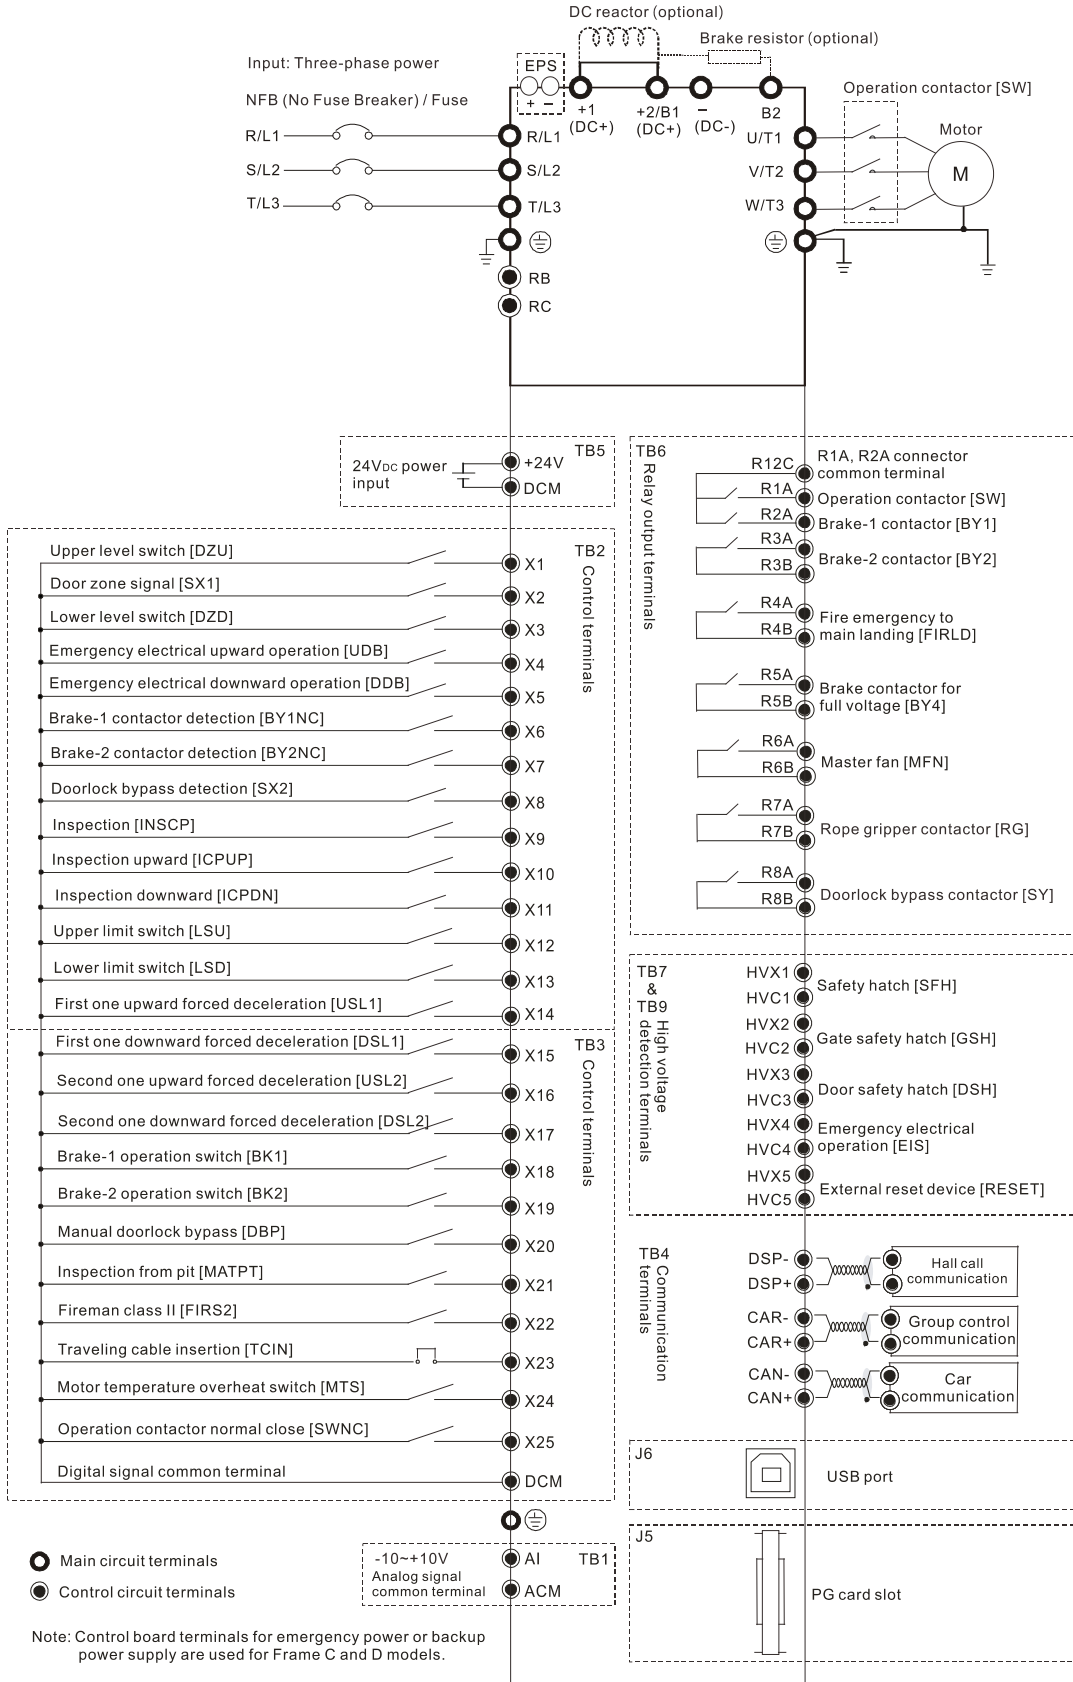 DC reactor (optional)
Brake resistor (optional)
Input: Three-phase power
EPS
+ −
NFB (No Fuse Breaker) / Fuse
+1
(DC+)
+2/B1
(DC+)
−
(DC-)
B2
Operation contactor [SW]
Motor
M
R/L1
R/L1
U/T1
S/L2
S/L2
V/T2
T/L3
T/L3
W/T3
RB
RC
TB5
24VDC power
input
+24V
DCM
TB2
Control terminals
Upper level switch [DZU]
X1
Door zone signal [SX1]
X2
Lower level switch [DZD]
X3
Emergency electrical upward operation [UDB]
X4
Emergency electrical downward operation [DDB]
X5
Brake-1 contactor detection [BY1NC]
X6
Brake-2 contactor detection [BY2NC]
X7
Doorlock bypass detection [SX2]
X8
Inspection [INSCP]
X9
Inspection upward [ICPUP]
X10
Inspection downward [ICPDN]
X11
Upper limit switch [LSU]
X12
Lower limit switch [LSD]
X13
First one upward forced deceleration [USL1]
X14
TB3
Control terminals
First one downward forced deceleration [DSL1]
X15
Second one upward forced deceleration [USL2]
X16
Second one downward forced deceleration [DSL2]
X17
Brake-1 operation switch [BK1]
X18
Brake-2 operation switch [BK2]
X19
Manual doorlock bypass [DBP]
X20
Inspection from pit [MATPT]
X21
Fireman class II [FIRS2]
X22
Traveling cable insertion [TCIN]
X23
Motor temperature overheat switch [MTS]
X24
Operation contactor normal close [SWNC]
X25
Digital signal common terminal
DCM
-10~+10V
Analog signal
common terminal
AI
ACM
TB1
Main circuit terminals
Control circuit terminals
Note: Control board terminals for emergency power or backup
power supply are used for Frame C and D models.
TB6
Relay output terminals
R12C
R1A, R2A connector
common terminal
R1A
Operation contactor [SW]
R2A
Brake-1 contactor [BY1]
R3A
R3B
Brake-2 contactor [BY2]
R4A
R4B
Fire emergency to
main landing [FIRLD]
R5A
R5B
Brake contactor for
full voltage [BY4]
R6A
R6B
Master fan [MFN]
R7A
R7B
Rope gripper contactor [RG]
R8A
R8B
Doorlock bypass contactor [SY]
TB7
&
TB9
High voltage
detection terminals
HVX1
HVC1
Safety hatch [SFH]
HVX2
HVC2
Gate safety hatch [GSH]
HVX3
HVC3
Door safety hatch [DSH]
HVX4
HVC4
Emergency electrical
operation [EIS]
HVX5
HVC5
External reset device [RESET]
TB4
Communication
terminals
DSP-
DSP+
Hall call
communication
CAR-
CAR+
Group control
communication
CAN-
CAN+
Car
communication
J6
USB port
J5
PG card slot